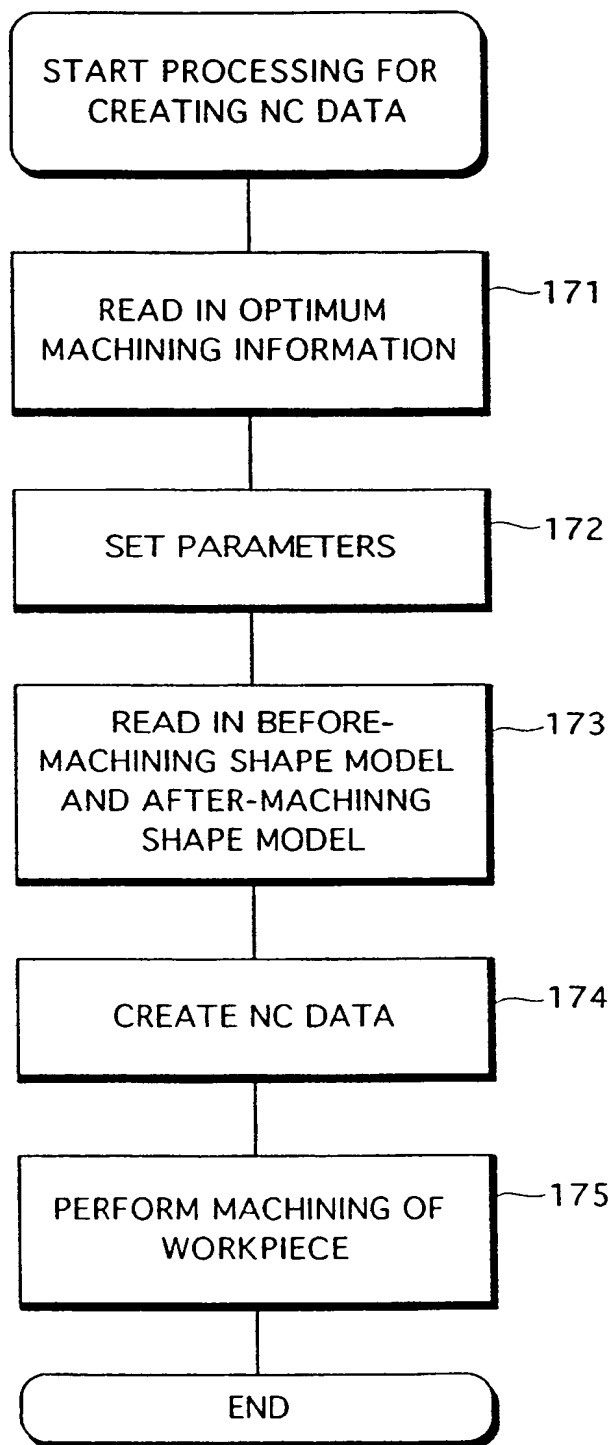 START PROCESSING FOR
CREATING NC DATA
READ IN OPTIMUM
MACHINING INFORMATION
171
SET PARAMETERS
172
READ IN BEFORE-
MACHINING SHAPE MODEL
AND AFTER-MACHINNG
SHAPE MODEL
173
CREATE NC DATA
174
PERFORM MACHINING OF
WORKPIECE
175
END